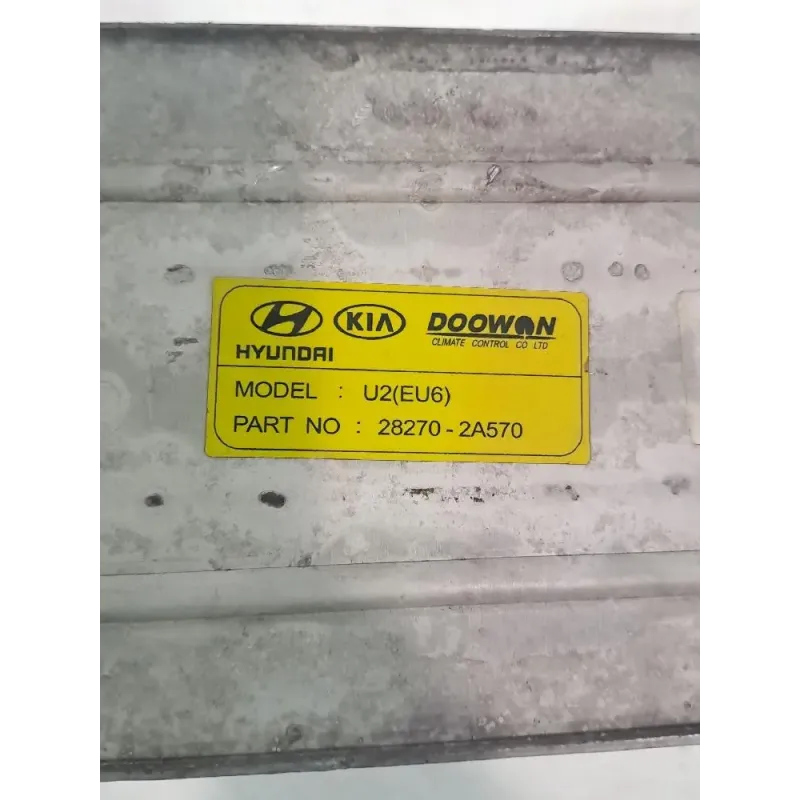 KIA DOOWON
HYUNDAI CLIMATE CONTROL CO LTD
MODEL : U2(EU6)
PART NO : 28270-2A570